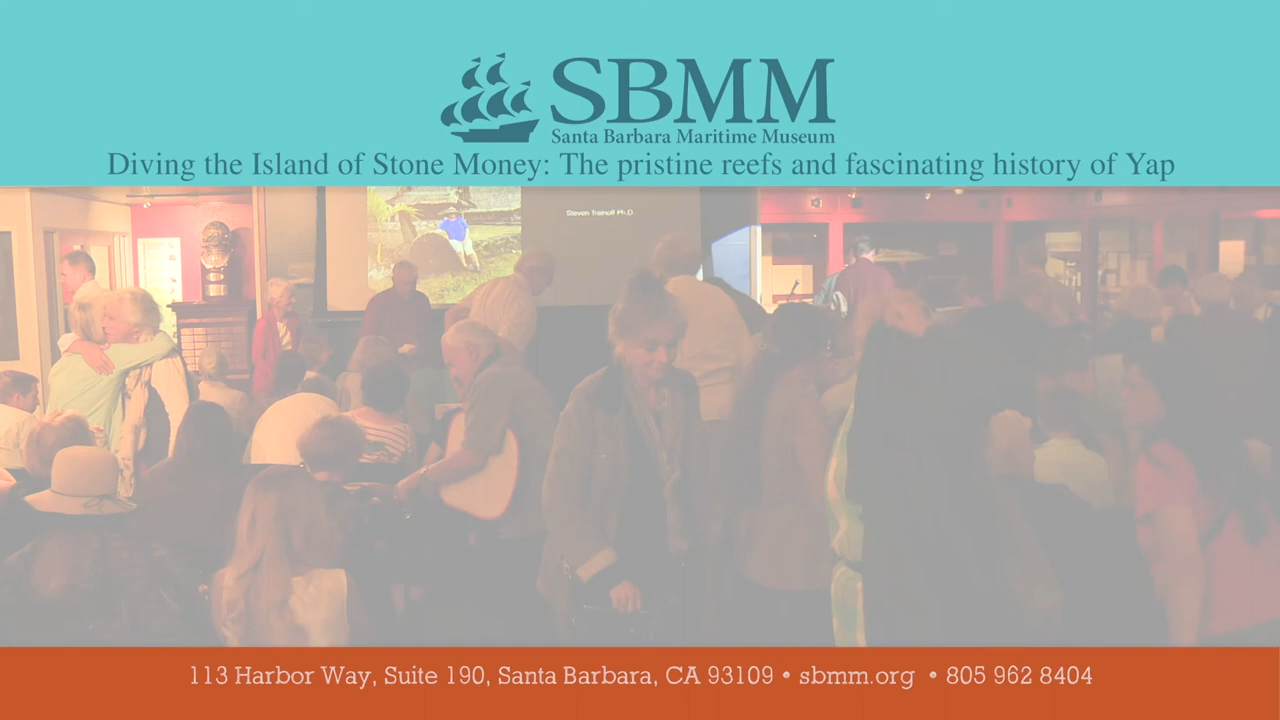 SBMM
Santa Barbara Maritime Museum
Diving the Island of Stone Money: The pristine reefs and fascinating history of Yap
Steven Trainoff Ph.D.
113 Harbor Way, Suite 190, Santa Barbara, CA 93109 • sbmm.org • 805 962 8404